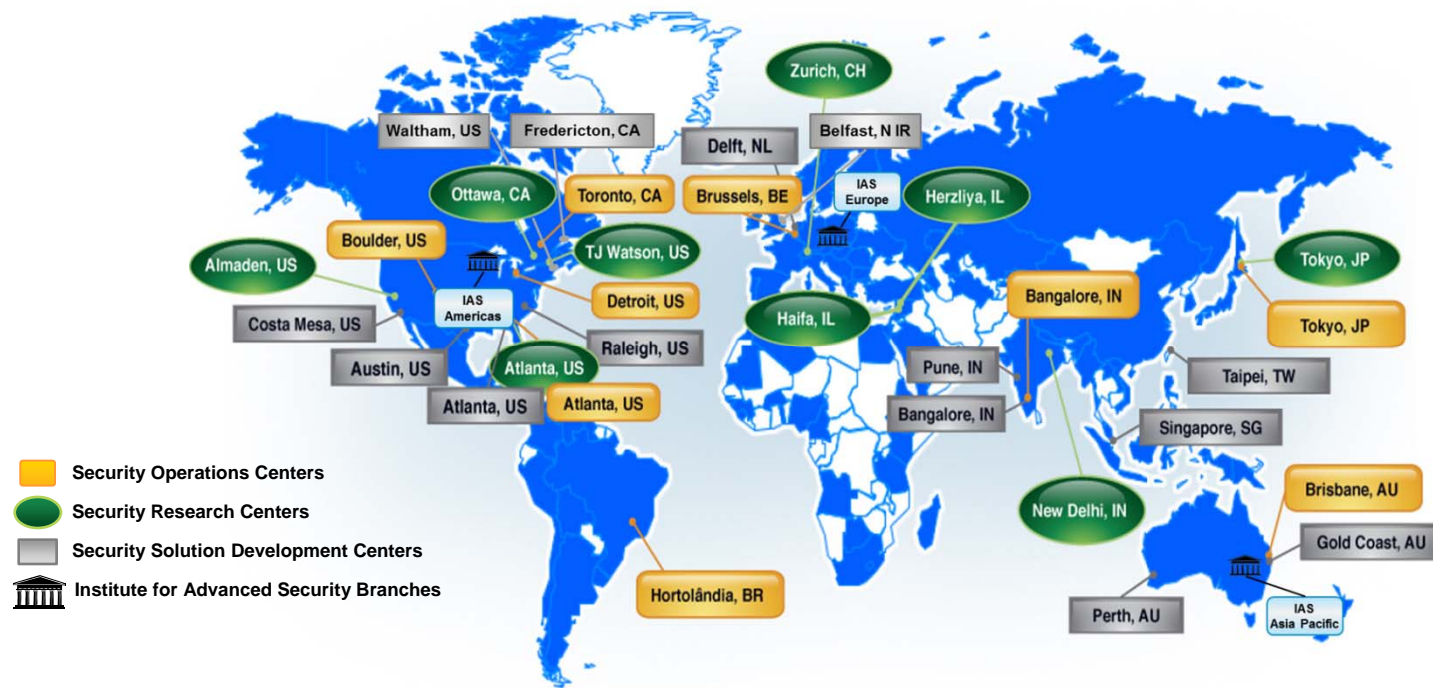 Zurich, CH
Waltham, US
Fredericton, CA
Delft, NL
Belfast, N IR
Ottawa, CA
Toronto, CA
Brussels, BE
IAS
Europe
Herzliya, IL
Boulder, US
TJ Watson, US
Almaden, US
Tokyo, JP
IAS
Americas
Detroit, US
Bangalore, IN
Costa Mesa, US
Haifa, IL
Tokyo, JP
Raleigh, US
Austin, US
Atlanta, US
Pune, IN
Taipei, TW
Atlanta, US
Atlanta, US
Bangalore, IN
Singapore, SG
Security Operations Centers
Brisbane, AU
Security Research Centers
New Delhi, IN
Gold Coast, AU
Security Solution Development Centers
Institute for Advanced Security Branches
Hortolândia, BR
Perth, AU
IAS
Asia Pacific